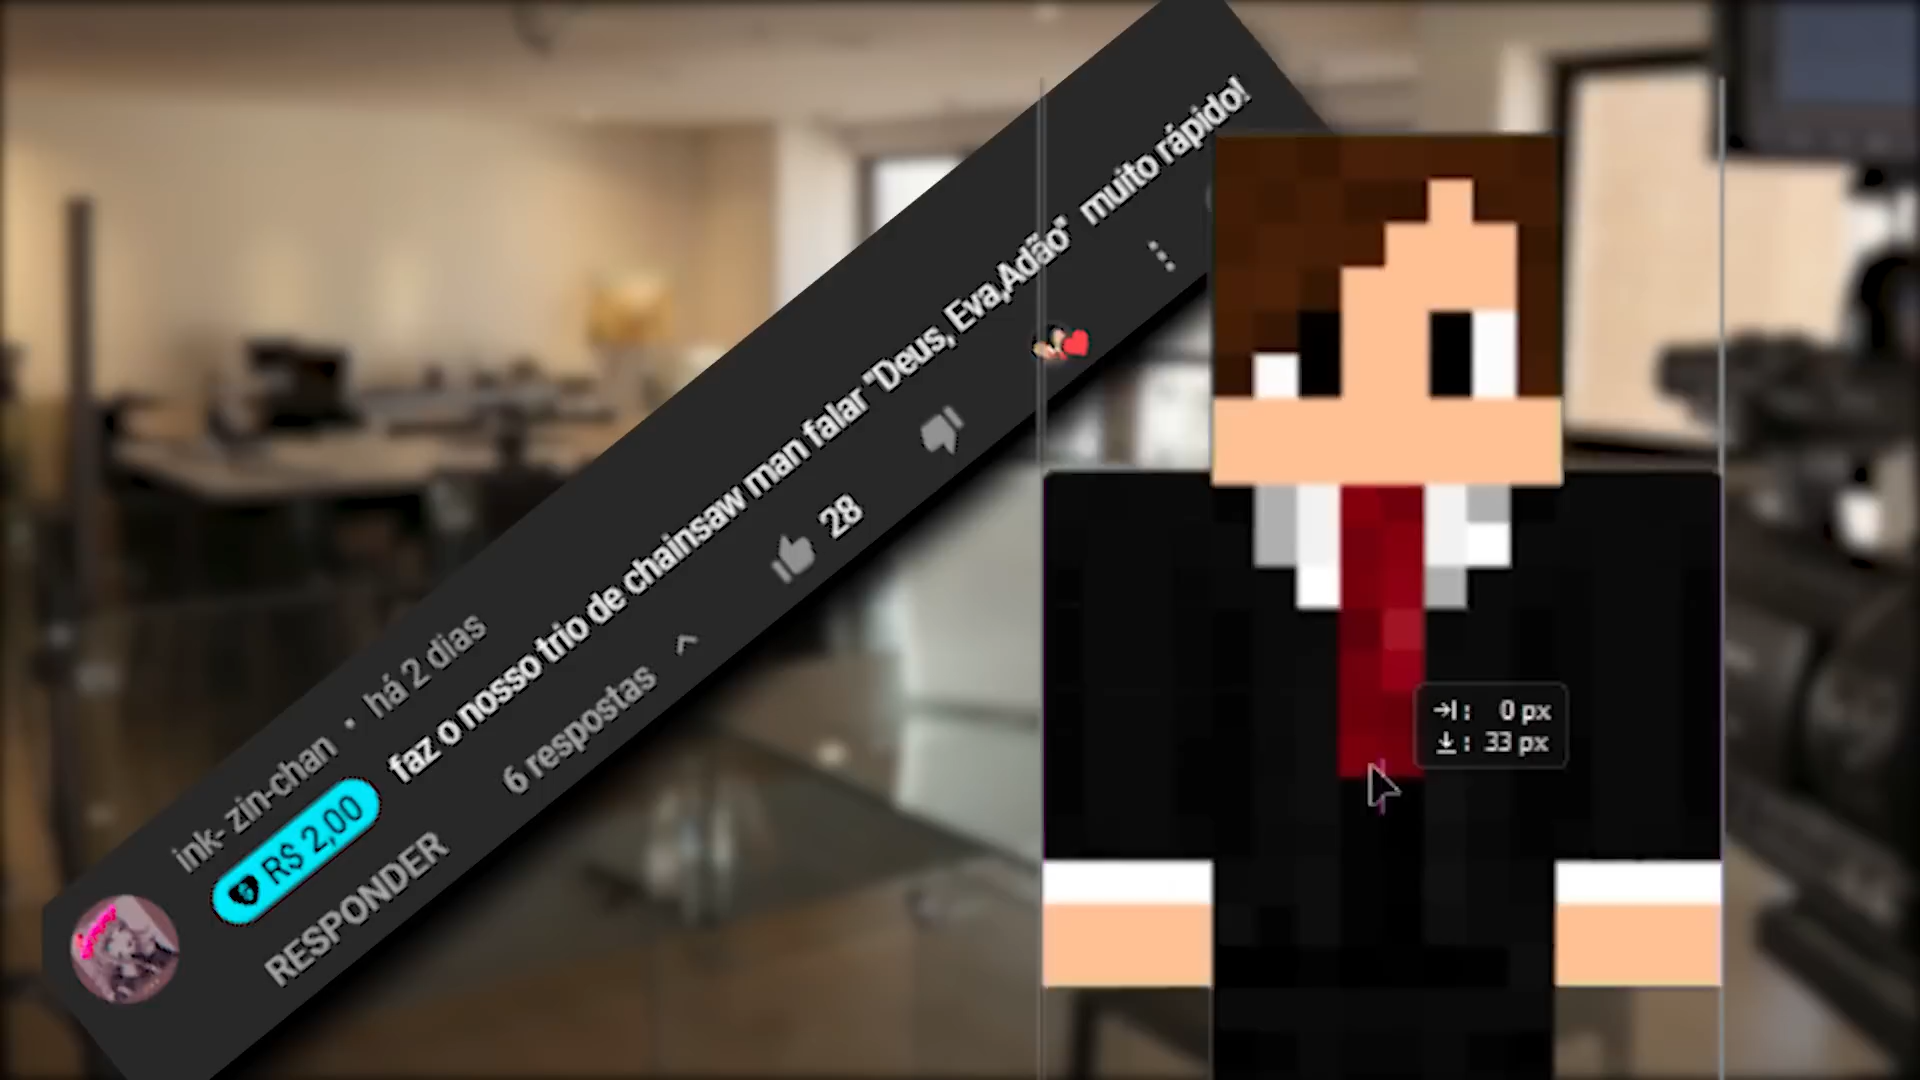 ink- zin-chan • há 2 dias
R$ 2,00
faz o nosso trio de chainsaw man falar "Deus, Eva,Adão" muito rápido!
28
6 respostas
RESPONDER
: 0 px
: 33 px